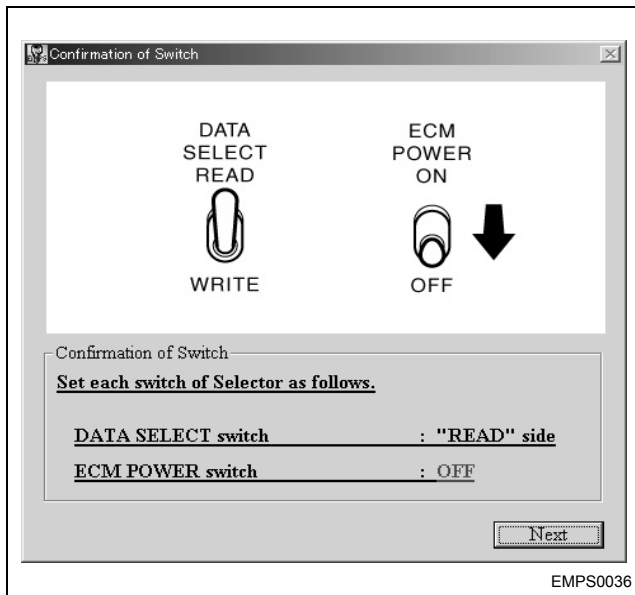 Confirmation of Switch
DATA
SELECT
READ
WRITE
ECM
POWER
ON
OFF
Confirmation of Switch
Set each switch of Selector as follows.
DATA SELECT switch : "READ" side
ECM POWER switch : OFF
Next
EMPS0036